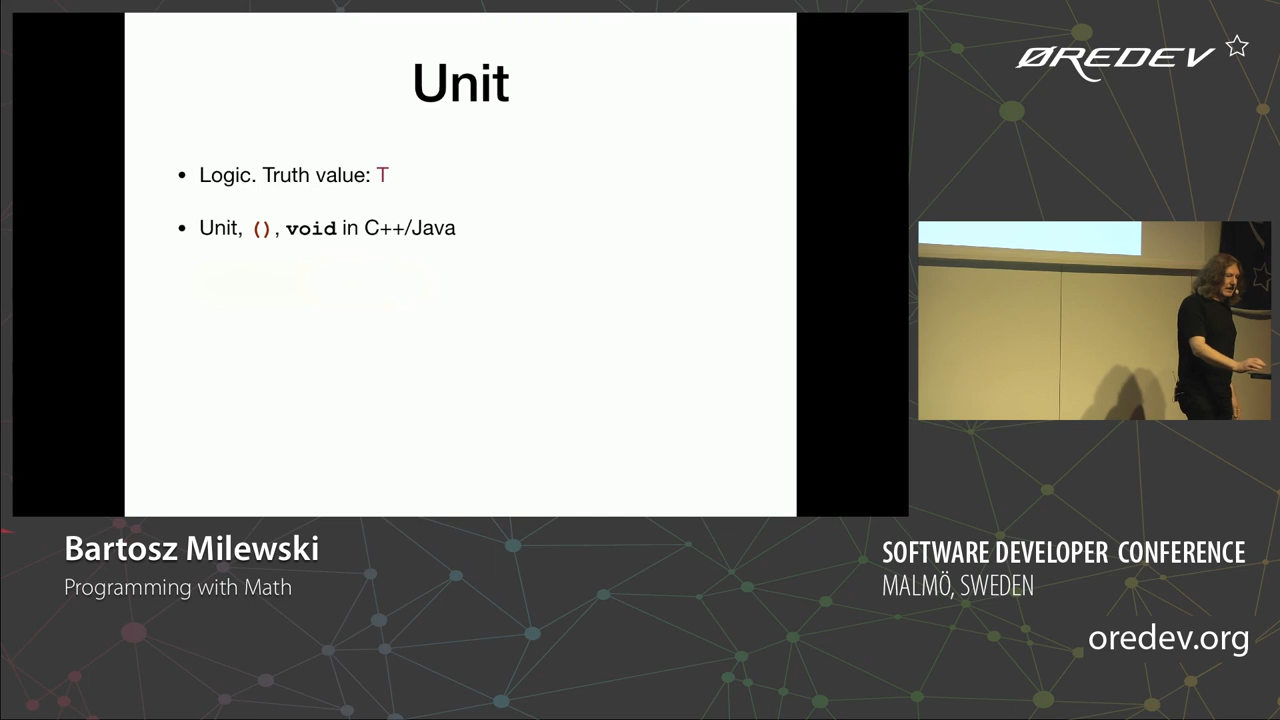 Unit
• Logic. Truth value: T
• Unit, (), void in C++/Java
ØREDEV
Bartosz Milewski
Programming with Math
SOFTWARE DEVELOPER CONFERENCE
MALMÖ, SWEDEN
oredev.org